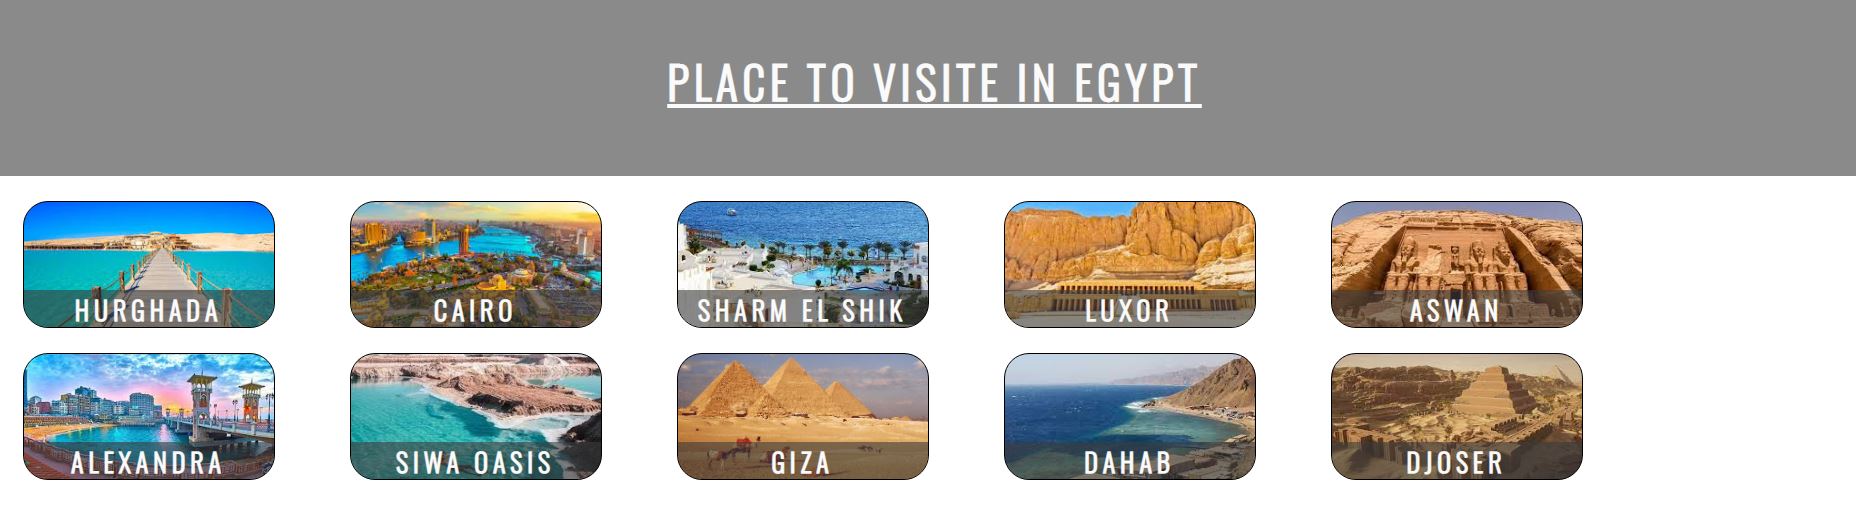 PLACE TO VISITE IN EGYPT
HURGHADA
CAIRO
SHARM EL SHIK
LUXOR
ASWAN
ALEXANDRA
SIWA OASIS
GIZA
DAHAB
DJOSER